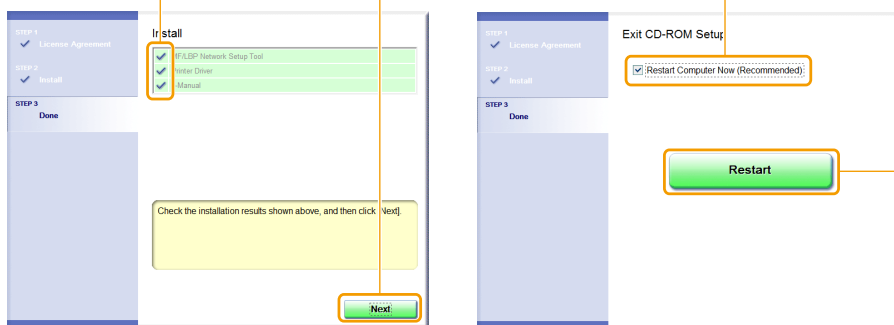 STEP 1
License Agreement
STEP 2
Install
STEP 3
Done
Install
MF/LBP Network Setup Tool
Printer Driver
-Manual
Check the installation results shown above, and then click [Next].
Next
STEP 1
License Agreement
STEP 2
Install
STEP 3
Done
Exit CD-ROM Setup
Restart Computer Now (Recommended)
Restart